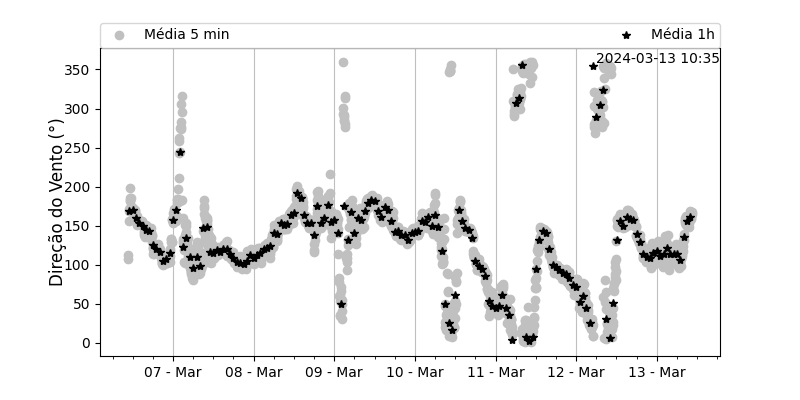 Média 5 min
Média 1h
2024-03-13 10:35
Direção do Vento (°)
350
300
250
200
150
100
50
0
07 - Mar
08 - Mar
09 - Mar
10 - Mar
11 - Mar
12 - Mar
13 - Mar